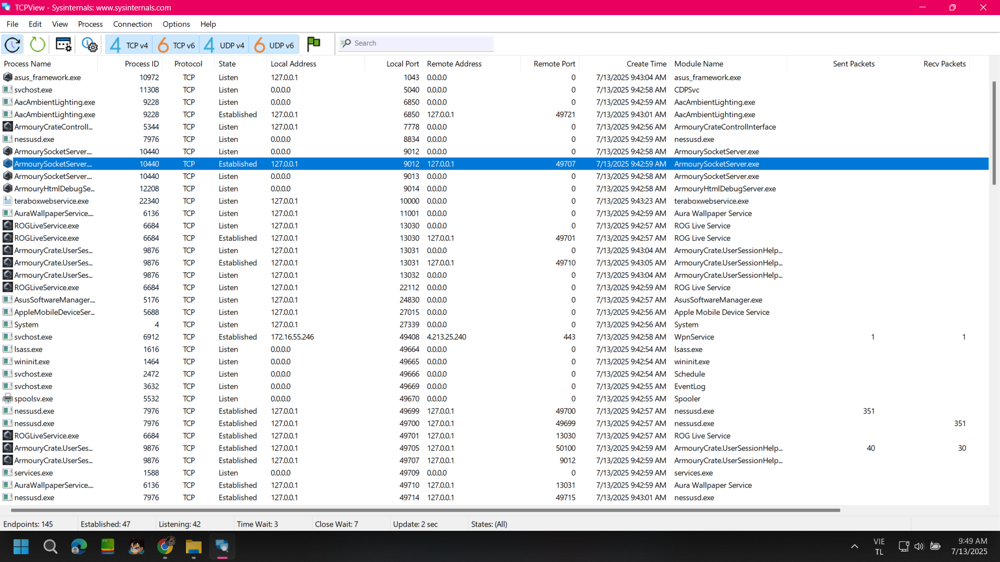 TCPView - Sysinternals: www.sysinternals.com
File Edit View Process Connection Options Help
4 TCP v4 6 TCP v6 4 UDP v4 6 UDP v6 Search
Process Name Process ID Protocol State Local Address Local Port Remote Address Remote Port Create Time Module Name Sent Packets Recv Packets
asus_framework.exe 10972 TCP Listen 127.0.0.1 1043 0.0.0.0 0 7/13/2025 9:43:04 AM asus_framework.exe
svchost.exe 11308 TCP Listen 0.0.0.0 5040 0.0.0.0 0 7/13/2025 9:42:58 AM CDPSvc
AacAmbientLighting.exe 9228 TCP Listen 0.0.0.0 6850 0.0.0.0 0 7/13/2025 9:42:59 AM AacAmbientLighting.exe
AacAmbientLighting.exe 9228 TCP Established 127.0.0.1 6850 127.0.0.1 49721 7/13/2025 9:43:01 AM AacAmbientLighting.exe
ArmouryCrateControll... 5344 TCP Listen 127.0.0.1 7778 0.0.0.0 0 7/13/2025 9:42:56 AM ArmouryCrateControlInterface
nessusd.exe 7976 TCP Listen 0.0.0.0 8834 0.0.0.0 0 7/13/2025 9:42:59 AM nessusd.exe
ArmourySocketServer.... 10440 TCP Listen 0.0.0.0 9012 0.0.0.0 0 7/13/2025 9:42:58 AM ArmourySocketServer.exe
ArmourySocketServer.... 10440 TCP Established 127.0.0.1 9012 127.0.0.1 49707 7/13/2025 9:42:59 AM ArmourySocketServer.exe
ArmourySocketServer.... 10440 TCP Listen 0.0.0.0 9013 0.0.0.0 0 7/13/2025 9:42:58 AM ArmourySocketServer.exe
ArmouryHtmlDebugSe... 12208 TCP Listen 0.0.0.0 9014 0.0.0.0 0 7/13/2025 9:42:58 AM ArmouryHtmlDebugServer.exe
teraboxwebservice.exe 22340 TCP Listen 127.0.0.1 10000 0.0.0.0 0 7/13/2025 9:43:23 AM teraboxwebservice.exe
AuraWallpaperService.... 6136 TCP Listen 127.0.0.1 11001 0.0.0.0 0 7/13/2025 9:42:59 AM Aura Wallpaper Service
ROGLiveService.exe 6684 TCP Listen 127.0.0.1 13030 0.0.0.0 0 7/13/2025 9:42:57 AM ROG Live Service
ROGLiveService.exe 6684 TCP Established 127.0.0.1 13030 127.0.0.1 49701 7/13/2025 9:42:57 AM ROG Live Service
ArmouryCrate.UserSes... 9876 TCP Listen 127.0.0.1 13031 0.0.0.0 0 7/13/2025 9:43:04 AM ArmouryCrate.UserSessionHelp...
ArmouryCrate.UserSes... 9876 TCP Established 127.0.0.1 13031 127.0.0.1 49710 7/13/2025 9:43:05 AM ArmouryCrate.UserSessionHelp...
ArmouryCrate.UserSes... 9876 TCP Listen 127.0.0.1 13032 0.0.0.0 0 7/13/2025 9:43:04 AM ArmouryCrate.UserSessionHelp...
ROGLiveService.exe 6684 TCP Listen 127.0.0.1 22112 0.0.0.0 0 7/13/2025 9:42:59 AM ROG Live Service
AsusSoftwareManager.... 5176 TCP Listen 127.0.0.1 24830 0.0.0.0 0 7/13/2025 9:42:57 AM AsusSoftwareManager.exe
AppleMobileDeviceSer... 5688 TCP Listen 127.0.0.1 27015 0.0.0.0 0 7/13/2025 9:42:56 AM Apple Mobile Device Service
System 4 TCP Listen 127.0.0.1 27339 0.0.0.0 0 7/13/2025 9:42:56 AM System
svchost.exe 6912 TCP Established 172.16.55.246 49408 4.213.25.240 443 7/13/2025 9:42:58 AM WpnService 1 1
lsass.exe 1616 TCP Listen 0.0.0.0 49664 0.0.0.0 0 7/13/2025 9:42:54 AM lsass.exe
wininit.exe 1464 TCP Listen 0.0.0.0 49665 0.0.0.0 0 7/13/2025 9:42:54 AM wininit.exe
svchost.exe 2472 TCP Listen 0.0.0.0 49666 0.0.0.0 0 7/13/2025 9:42:54 AM Schedule
svchost.exe 3632 TCP Listen 0.0.0.0 49669 0.0.0.0 0 7/13/2025 9:42:55 AM EventLog
spoolsv.exe 5532 TCP Listen 0.0.0.0 49670 0.0.0.0 0 7/13/2025 9:42:55 AM Spooler
nessusd.exe 7976 TCP Established 127.0.0.1 49699 127.0.0.1 49700 7/13/2025 9:42:57 AM nessusd.exe 351
nessusd.exe 7976 TCP Established 127.0.0.1 49700 127.0.0.1 49699 7/13/2025 9:42:57 AM nessusd.exe 351
ROGLiveService.exe 6684 TCP Established 127.0.0.1 49701 127.0.0.1 13030 7/13/2025 9:42:57 AM ROG Live Service
ArmouryCrate.UserSes... 9876 TCP Established 127.0.0.1 49705 127.0.0.1 50100 7/13/2025 9:42:59 AM ArmouryCrate.UserSessionHelp... 40 30
ArmouryCrate.UserSes... 9876 TCP Established 127.0.0.1 49707 127.0.0.1 9012 7/13/2025 9:42:59 AM ArmouryCrate.UserSessionHelp...
services.exe 1588 TCP Listen 0.0.0.0 49709 0.0.0.0 0 7/13/2025 9:42:59 AM services.exe
AuraWallpaperService.... 6136 TCP Established 127.0.0.1 49710 127.0.0.1 13031 7/13/2025 9:42:59 AM Aura Wallpaper Service
nessusd.exe 7976 TCP Established 127.0.0.1 49714 127.0.0.1 49715 7/13/2025 9:43:01 AM nessusd.exe
Endpoints: 145 Established: 47 Listening: 42 Time Wait: 3 Close Wait: 7 Update: 2 sec States: (All)
VIE 9:49 AM
TL 7/13/2025